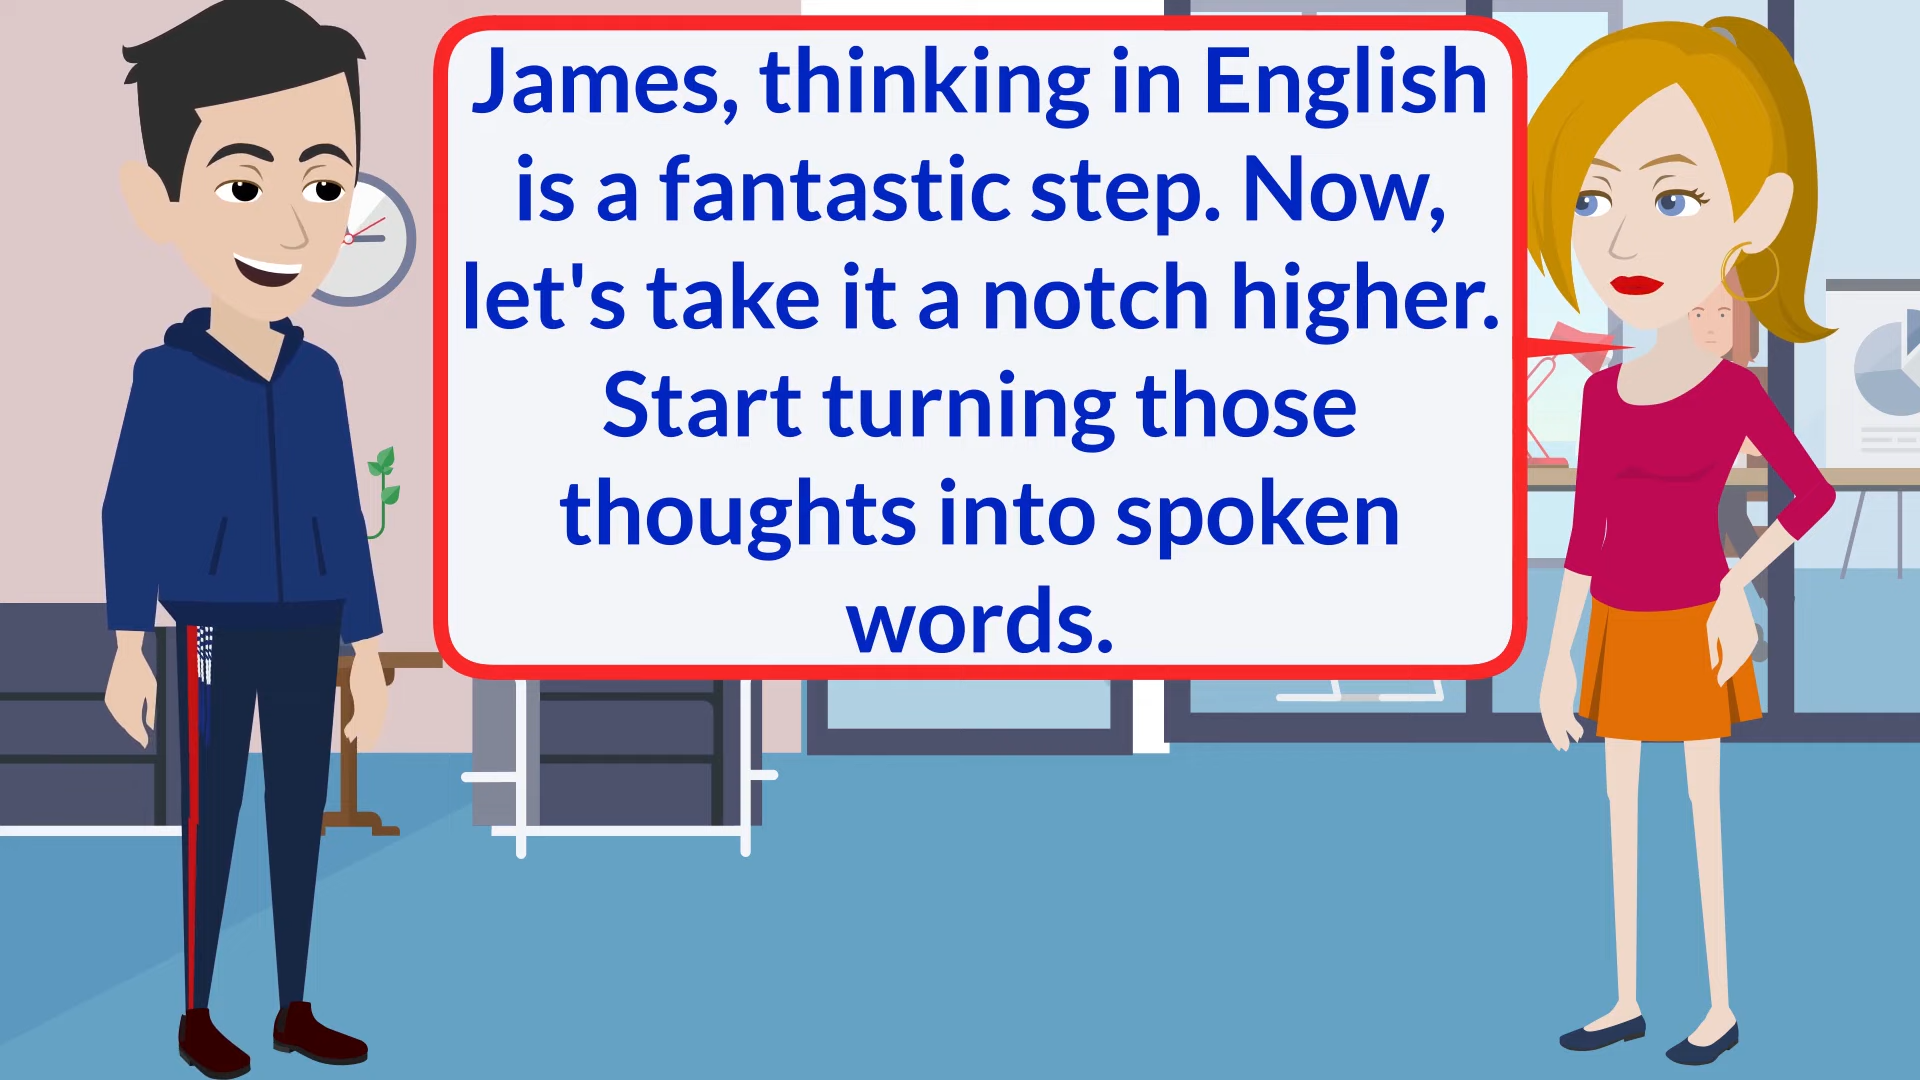 James, thinking in English
is a fantastic step. Now,
let's take it a notch higher.
Start turning those
thoughts into spoken
words.